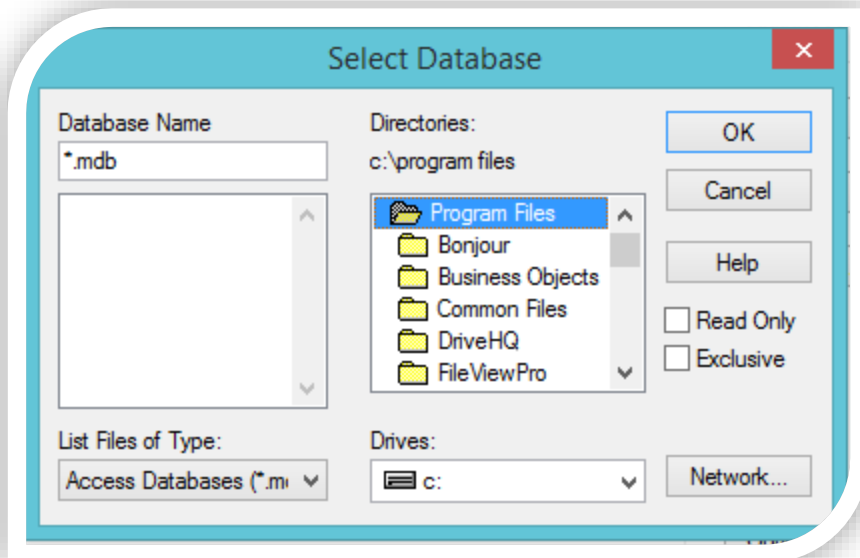 Select Database
Database Name
*.mdb
Directories:
c:\program files
Program Files
Bonjour
Business Objects
Common Files
DriveHQ
FileViewPro
OK
Cancel
Help
Read Only
Exclusive
List Files of Type:
Access Databases (*.m
Drives:
c:
Network...